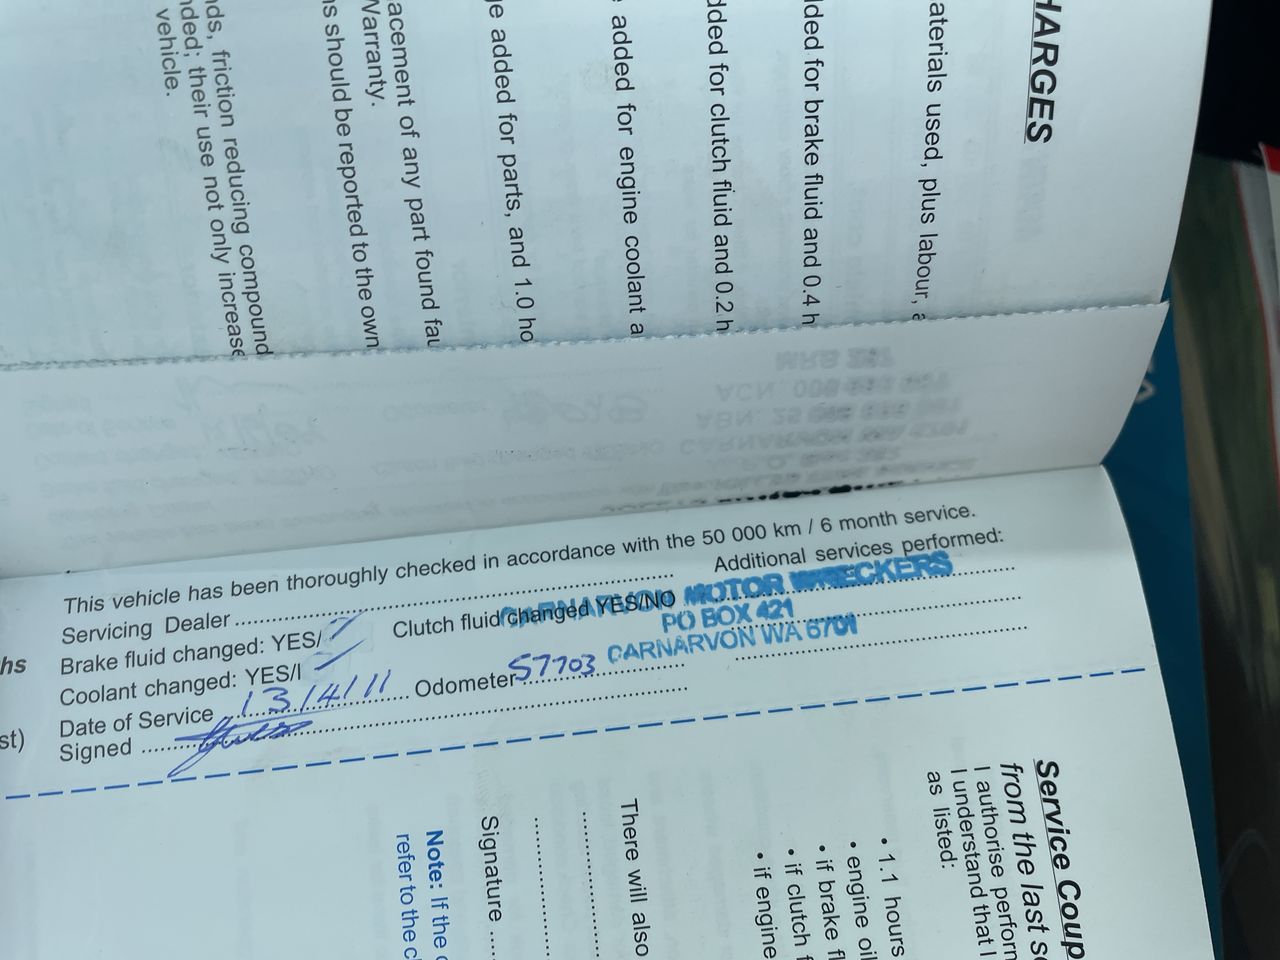 HARGES
aterials used, plus labour,
dded for brake fluid and 0.4 h
dded for clutch fluid and 0.2 h
added for engine coolant a
ge added for parts, and 1.0 ho
acement of any part found fau
Warranty.
ns should be reported to the own
nds, friction reducing compound
nded; their use not only increase
vehicle.
This vehicle has been thoroughly checked in accordance with the 50 000 km / 6 month service.
Servicing Dealer Additional services performed:
Brake fluid changed: YES/ Clutch fluid changed YES/NO
CARNARVON MOTOR WRECKERS
PO BOX 421
CARNARVON WA 6701
hs
Coolant changed: YES/
Date of Service 13/4/11 Odometer 57703
st)
Signed
Service Coup
from the last se
I authorise perform
I understand that I
as listed:
• 1.1 hours
• engine oil
• if brake fl
• if clutch f
• if engine
There will also
Signature
Note: If the c
refer to the cl